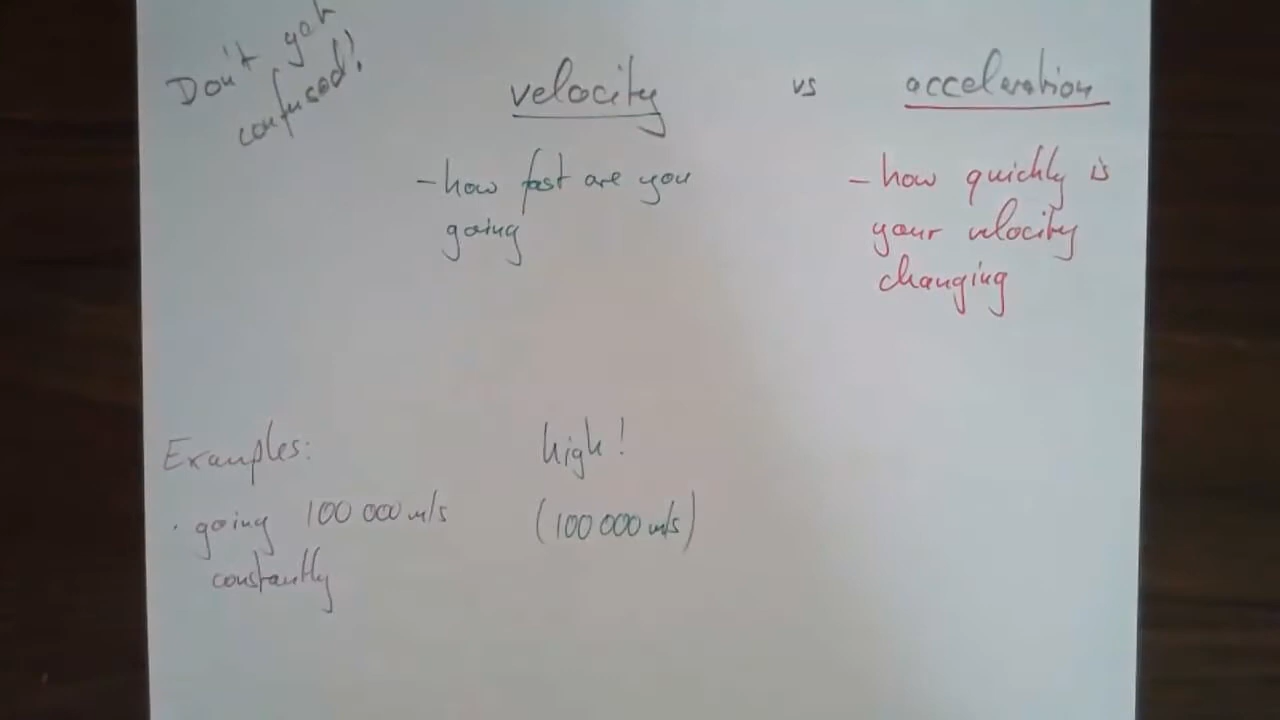 Don't get
confused!
velocity vs acceleration
- how fast are you
going
- how quickly is
your velocity
changing
Examples:
high!
· going 100 000 m/s
constantly
(100 000 m/s)